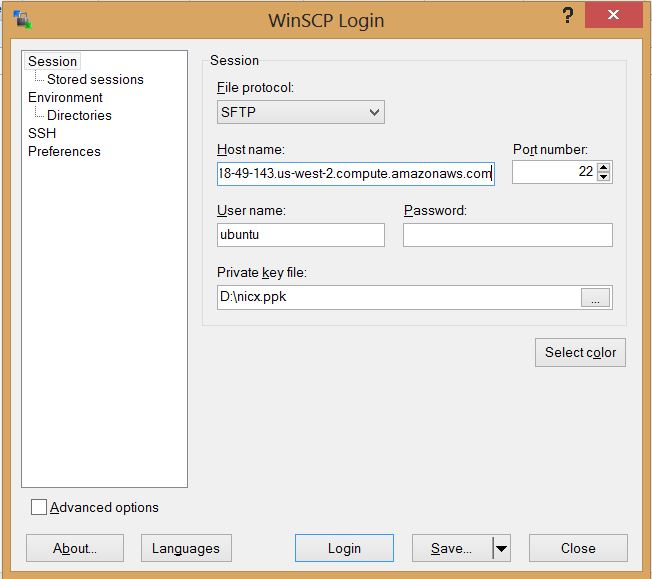 WinSCP Login
?
Session
Stored sessions
Environment
Directories
SSH
Preferences
Session
File protocol:
SFTP
Host name:
Port number:
18-49-143.us-west-2.compute.amazonaws.com
22
User name:
Password:
ubuntu
Private key file:
D:\nicx.ppk
...
Select color
Advanced options
About...
Languages
Login
Save...
Close